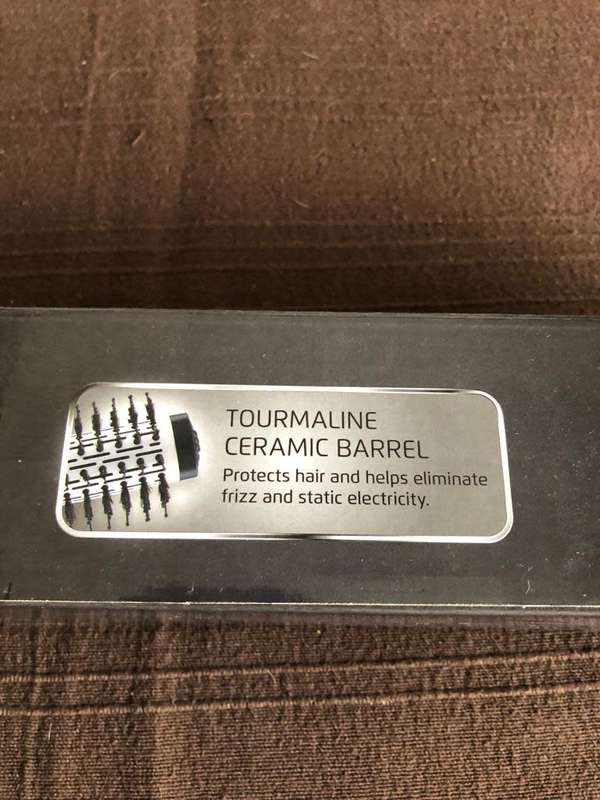 TOURMALINE
CERAMIC BARREL
Protects hair and helps eliminate
frizz and static electricity.